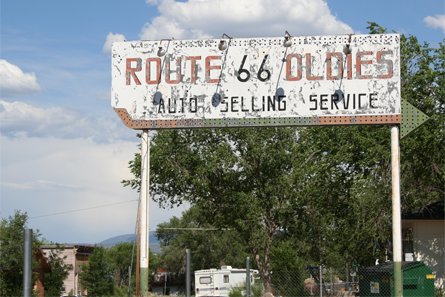 ROUTE 66 OLDIES
AUTO SELLING SERVICE